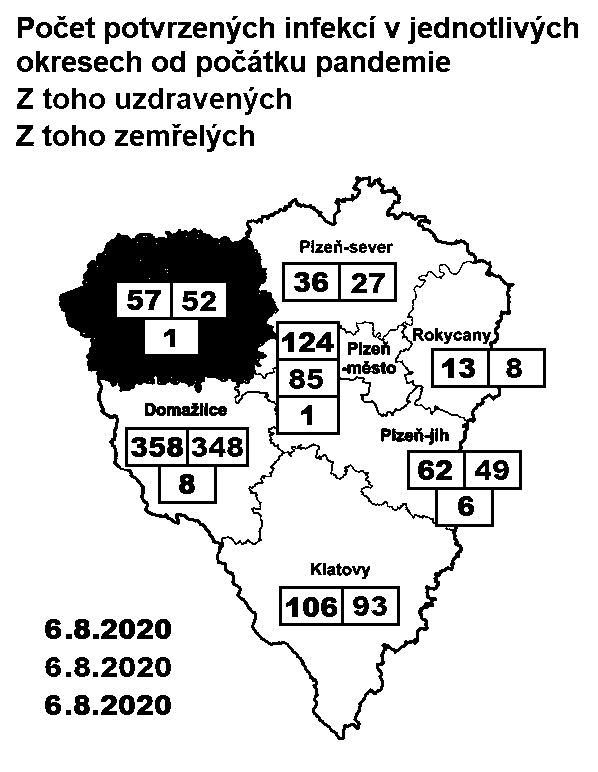 Počet potvrzených infekcí v jednotlivých
okresech od počátku pandemie
Z toho uzdravených
Z toho zemřelých
Plzeň-sever
36 27
57 52
1
Rokycany
13 8
Plzeň
-město
124
85
1
Domažlice
358 348
8
Plzeň-jih
62 49
6
Klatovy
106 93
6.8.2020
6.8.2020
6.8.2020